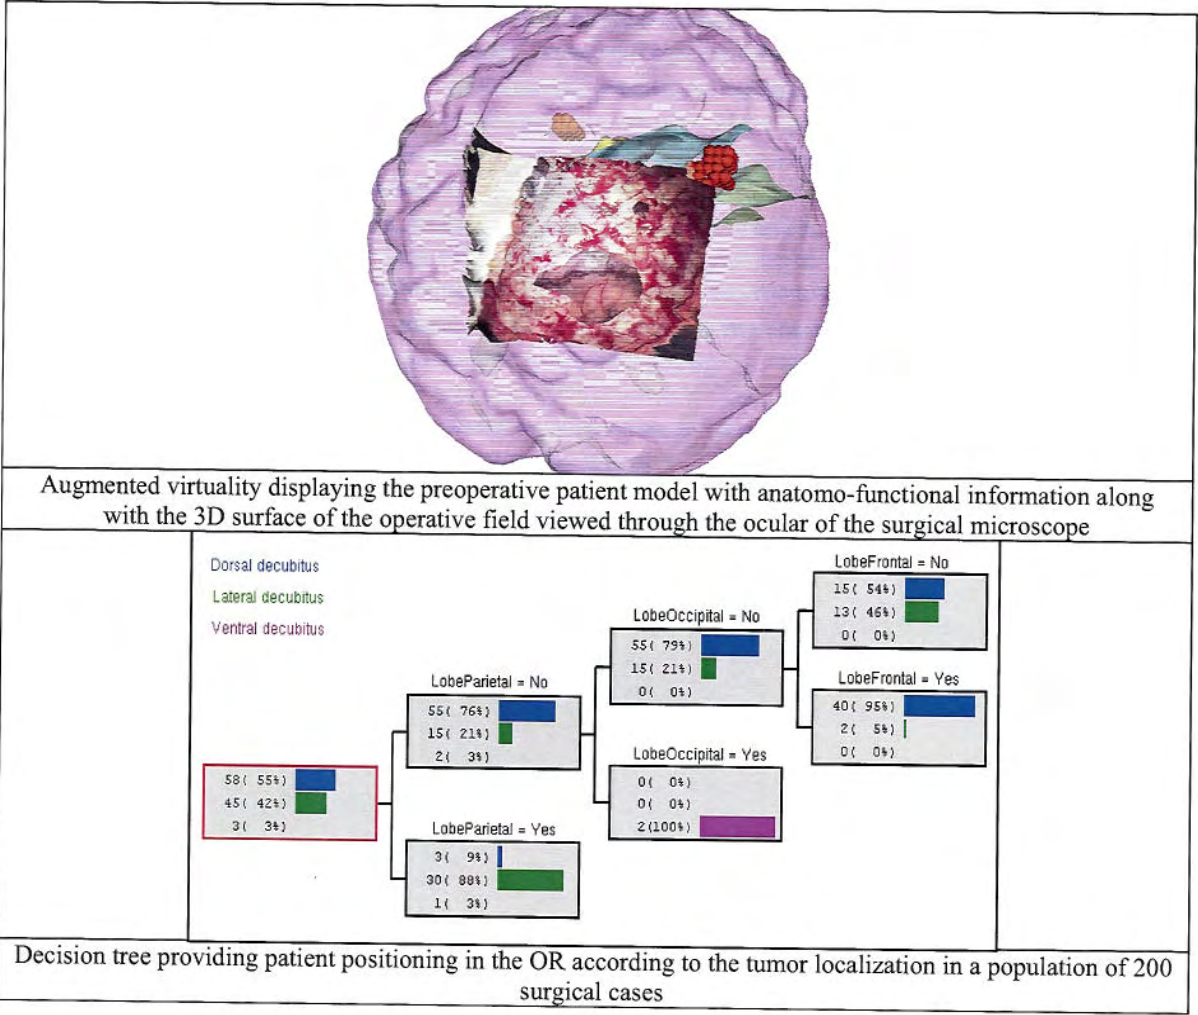 Augmented virtuality displaying the preoperative patient model with anatomo-functional information along
with the 3D surface of the operative field viewed through the ocular of the surgical microscope
Dorsal decubitus
Lateral decubitus
Ventral decubitus
58( 55%)
45( 42%)
3( 3%)
LobeParietal = No
55( 76%)
15( 21%)
2( 3%)
LobeParietal = Yes
3( 9%)
30( 88%)
1( 3%)
LobeOccipital = No
55( 79%)
15( 21%)
0( 0%)
LobeOccipital = Yes
0( 0%)
0( 0%)
2(100%)
LobeFrontal = No
15( 54%)
13( 46%)
0( 0%)
LobeFrontal = Yes
40( 95%)
2( 5%)
0( 0%)
Decision tree providing patient positioning in the OR according to the tumor localization in a population of 200
surgical cases